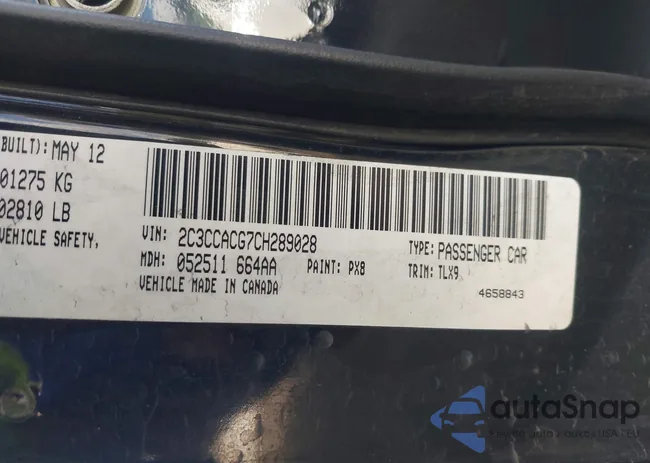 BUILT): MAY 12
01275 KG
02810 LB
VEHICLE SAFETY,
VIN: 2C3CCACG7CH289028
TYPE: PASSENGER CAR
MDH: 052511 664AA PAINT: PX8 TRIM: TLX9
VEHICLE MADE IN CANADA
4658843
autoSnap